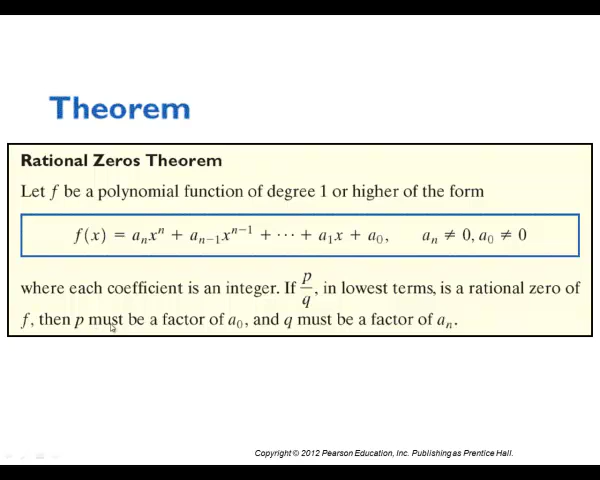 Theorem
Rational Zeros Theorem
Let f be a polynomial function of degree 1 or higher of the form
f(x) = aₙxⁿ + aₙ₋₁xⁿ⁻¹ + ··· + a₁x + a₀,    aₙ ≠ 0, a₀ ≠ 0
where each coefficient is an integer. If p/q, in lowest terms, is a rational zero of
f, then p must be a factor of a₀, and q must be a factor of aₙ.
Copyright © 2012 Pearson Education, Inc. Publishing as Prentice Hall.